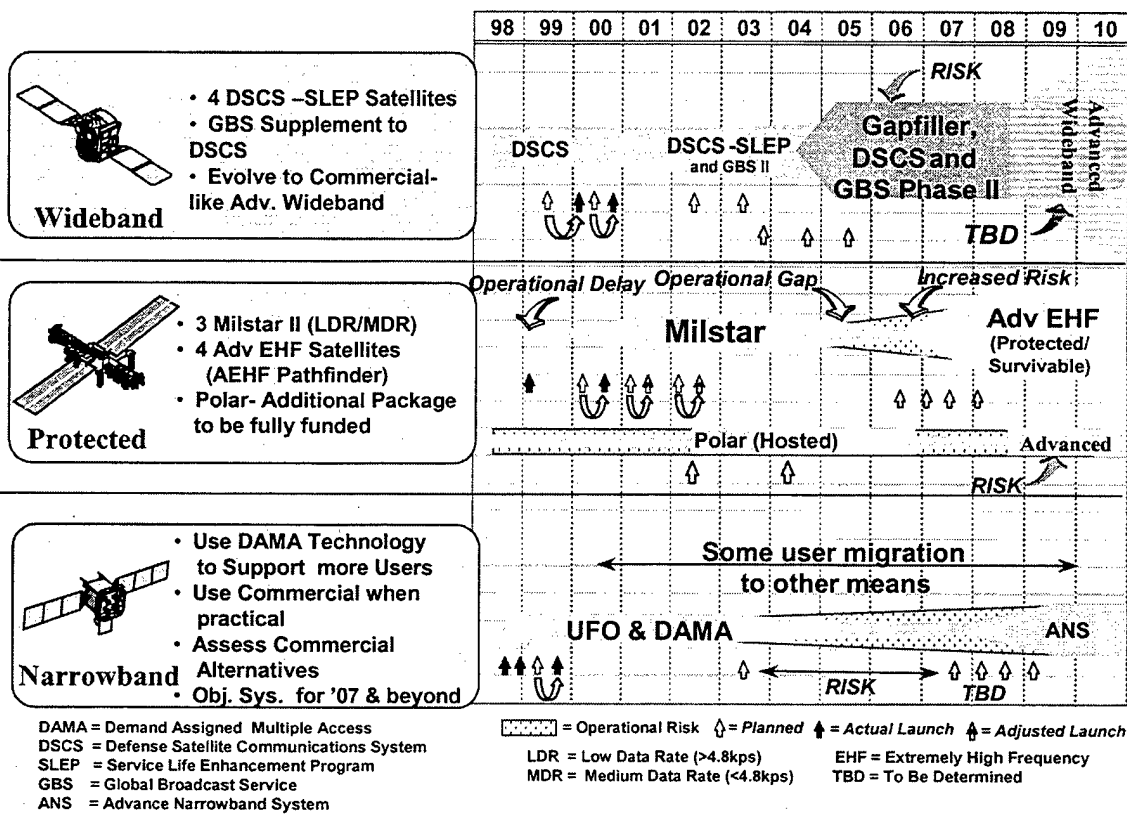 98 99 00 01 02 03 04 05 06 07 08 09 10
• 4 DSCS –SLEP Satellites
• GBS Supplement to
DSCS
• Evolve to Commercial-
like Adv. Wideband
Wideband
RISK
DSCS
DSCS -SLEP
and GBS II
Gapfiller,
DSCS and
GBS Phase II
Advanced
Wideband
TBD
• 3 Milstar II (LDR/MDR)
• 4 Adv EHF Satellites
(AEHF Pathfinder)
• Polar- Additional Package
to be fully funded
Protected
Operational Delay
Operational Gap
Increased Risk
Milstar
Adv EHF
(Protected/
Survivable)
Polar (Hosted)
Advanced
RISK
• Use DAMA Technology
to Support more Users
• Use Commercial when
practical
• Assess Commercial
Alternatives
• Obj. Sys. for '07 & beyond
Narrowband
Some user migration
to other means
UFO & DAMA
ANS
RISK
TBD
DAMA = Demand Assigned Multiple Access
DSCS = Defense Satellite Communications System
SLEP = Service Life Enhancement Program
GBS = Global Broadcast Service
ANS = Advance Narrowband System
= Operational Risk = Planned = Actual Launch = Adjusted Launch
LDR = Low Data Rate (>4.8kps)
MDR = Medium Data Rate (<4.8kps)
EHF = Extremely High Frequency
TBD = To Be Determined